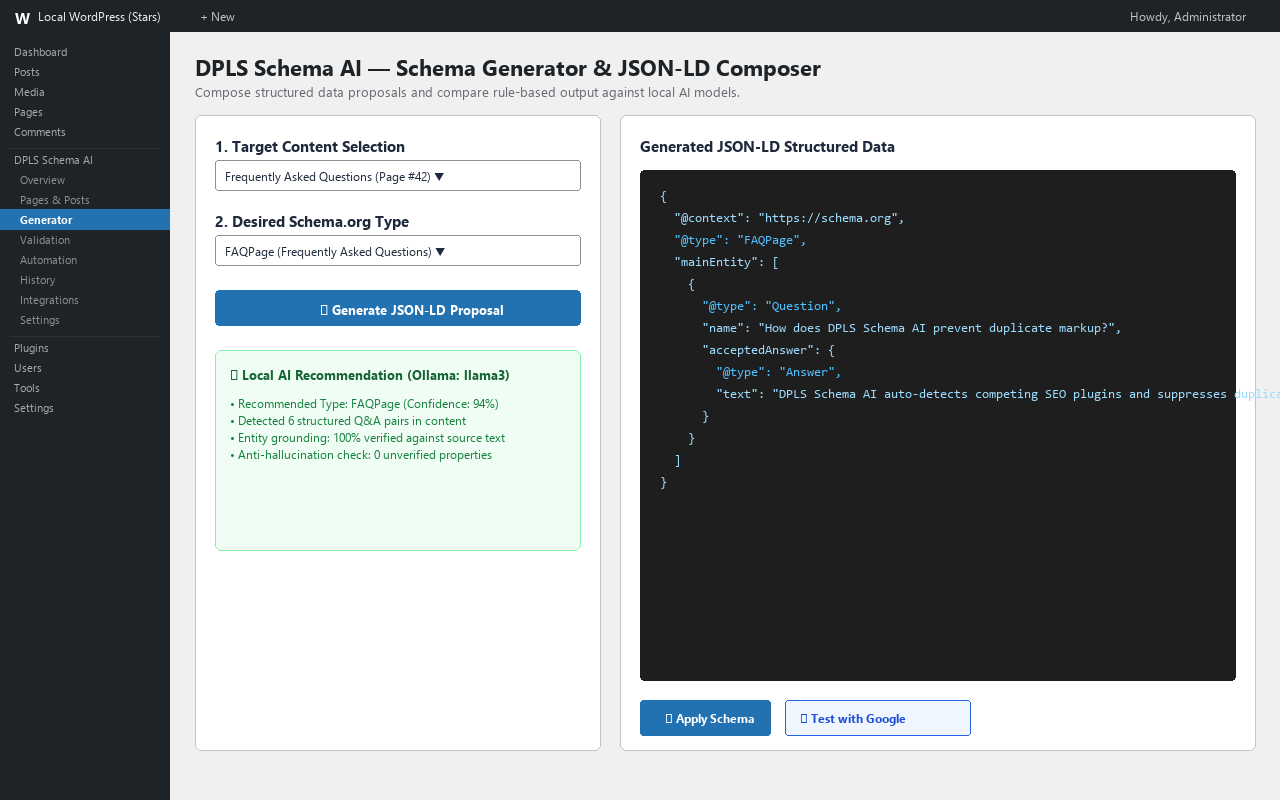 W Local WordPress (Stars)
+ New
Howdy, Administrator
Dashboard
Posts
Media
Pages
Comments
DPLS Schema AI
Overview
Pages & Posts
Generator
Validation
Automation
History
Integrations
Settings
Plugins
Users
Tools
Settings
DPLS Schema AI — Schema Generator & JSON-LD Composer
Compose structured data proposals and compare rule-based output against local AI models.
1. Target Content Selection
Frequently Asked Questions (Page #42) ▼
2. Desired Schema.org Type
FAQPage (Frequently Asked Questions) ▼
Generate JSON-LD Proposal
Local AI Recommendation (Ollama: llama3)
• Recommended Type: FAQPage (Confidence: 94%)
• Detected 6 structured Q&A pairs in content
• Entity grounding: 100% verified against source text
• Anti-hallucination check: 0 unverified properties
Generated JSON-LD Structured Data
{
"@context": "https://schema.org",
"@type": "FAQPage",
"mainEntity": [
{
"@type": "Question",
"name": "How does DPLS Schema AI prevent duplicate markup?",
"acceptedAnswer": {
"@type": "Answer",
"text": "DPLS Schema AI auto-detects competing SEO plugins and suppresses duplica
}
}
]
}
Apply Schema
Test with Google